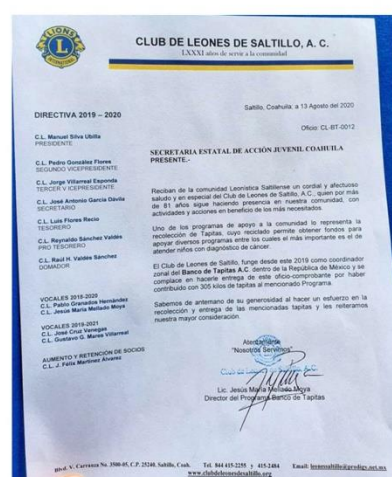 LIONS
L
INTERNATIONAL
CLUB DE LEONES DE SALTILLO, A. C.
LXXXI años de servir a la comunidad
DIRECTIVA 2019 – 2020
C.L. Manuel Silva Ubilla
PRESIDENTE
C.L. Pedro González Flores
SEGUNDO VICEPRESIDENTE
C.L. Jorge Villarreal Esponda
TERCER VICEPRESIDENTE
C.L. José Antonio García Dávila
SECRETARIO
C.L. Luis Flores Recio
TESORERO
C.L. Reynaldo Sánchez Valdés
PRO TESORERO
C.L. Raúl H. Valdés Sánchez
DOMADOR
VOCALES 2019-2020
C.L. Pablo Granados Hernández
C.L. Jesús María Mellado Moya
VOCALES 2019-2021
C.L. José Cruz Vanegas
C.L. Gustavo G. Mares Villarreal
AUMENTO Y RETENCIÓN DE SOCIOS
C.L. J. Félix Martínez Álvarez
Saltillo, Coahuila: a 13 Agosto del 2020
Oficio: CL-BT-0012
SECRETARIA ESTATAL DE ACCIÓN JUVENIL COAHUILA
PRESENTE.-
Reciban de la comunidad Leonística Saltillense un cordial y afectuoso
saludo y en especial del Club de Leones de Saltillo, A.C., quien por más
de 81 años sigue haciendo presencia en nuestra comunidad, con
actividades y acciones en beneficio de los más necesitados.
Uno de los programas de apoyo a la comunidad lo representa la
recolección de Tapitas, cuyo reciclado permite obtener fondos para
apoyar diversos programas entre los cuales el más importante es el de
atender niños con diagnóstico de cáncer.
El Club de Leones de Saltillo, funge desde este 2019 como coordinador
zonal del Banco de Tapitas A.C. dentro de la República de México y se
complace en hacerle entrega de este oficio-comprobante por haber
contribuido con 305 kilos de tapitas al mencionado Programa.
Sabemos de antemano de su generosidad al hacer un esfuerzo en la
recolección y entrega de las mencionadas tapitas y les reiteramos
nuestra mayor consideración.
Atentamente
"Nosotros Servimos"
Club de Leones de Saltillo, A.C.
Lic. Jesús María Mellado Moya
Director del Programa Banco de Tapitas
Blvd. V. Carranza No. 3500-05, C.P. 25240, Saltillo, Coah. Tel. 844 415-2255 y 415-2484 Email: leonessaltillo@prodigy.net.mx
www.clubdeleonesdesaltillo.org